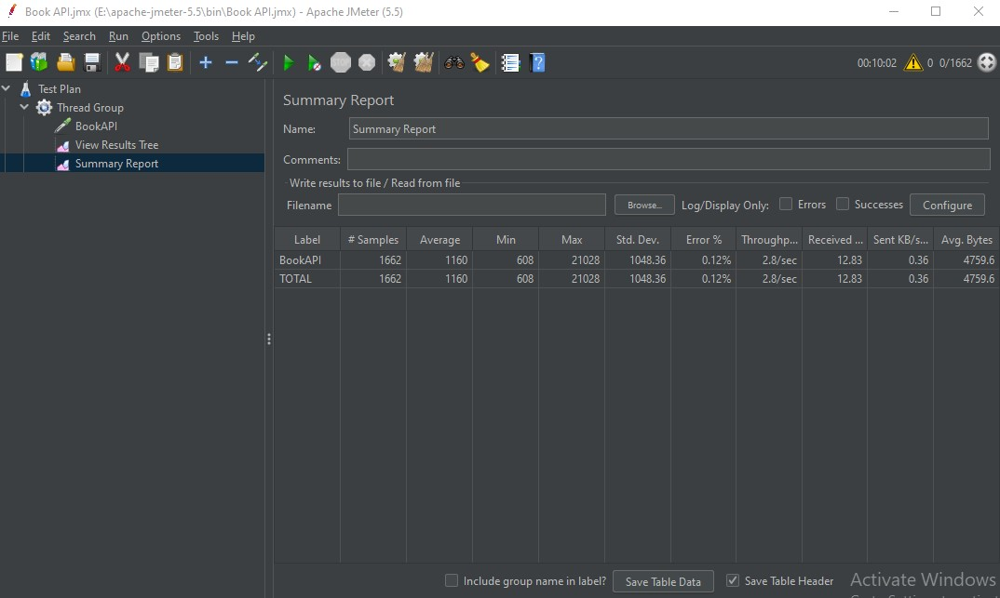 Book API.jmx (E:\apache-jmeter-5.5\bin\Book API.jmx) - Apache JMeter (5.5)
File Edit Search Run Options Tools Help
00:10:02 0 0/1662
Test Plan
Thread Group
BookAPI
View Results Tree
Summary Report
Summary Report
Name: Summary Report
Comments:
Write results to file / Read from file
Filename Browse... Log/Display Only: Errors Successes Configure
Label # Samples Average Min Max Std. Dev. Error % Throughp... Received ... Sent KB/s... Avg. Bytes
BookAPI 1662 1160 608 21028 1048.36 0.12% 2.8/sec 12.83 0.36 4759.6
TOTAL 1662 1160 608 21028 1048.36 0.12% 2.8/sec 12.83 0.36 4759.6
Include group name in label? Save Table Data Save Table Header
Activate Windows